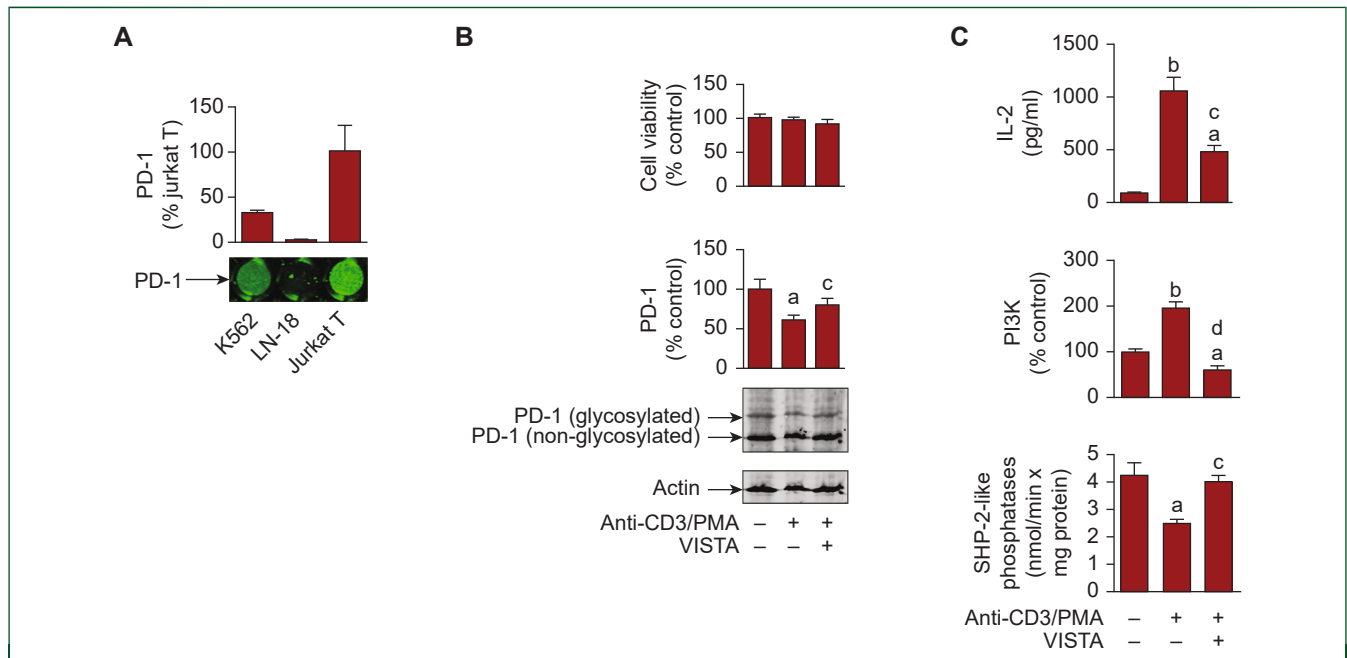 A
PD-1
(% jurkat T)
150
100
50
0
PD-1
K562
LN-18
Jurkat T
B
Cell viability
(% control)
150
100
50
0
PD-1
(% control)
150
100
50
0
a
c
PD-1 (glycosylated)
PD-1 (non-glycosylated)
Actin
Anti-CD3/PMA – + +
VISTA – – +
C
IL-2
(pg/ml)
1500
1000
500
0
b
c
a
PI3K
(% control)
300
200
100
0
b
d
a
SHP-2-like
phosphatases
(nmol/min x
mg protein)
5
4
3
2
1
0
a
c
Anti-CD3/PMA – + +
VISTA – – +